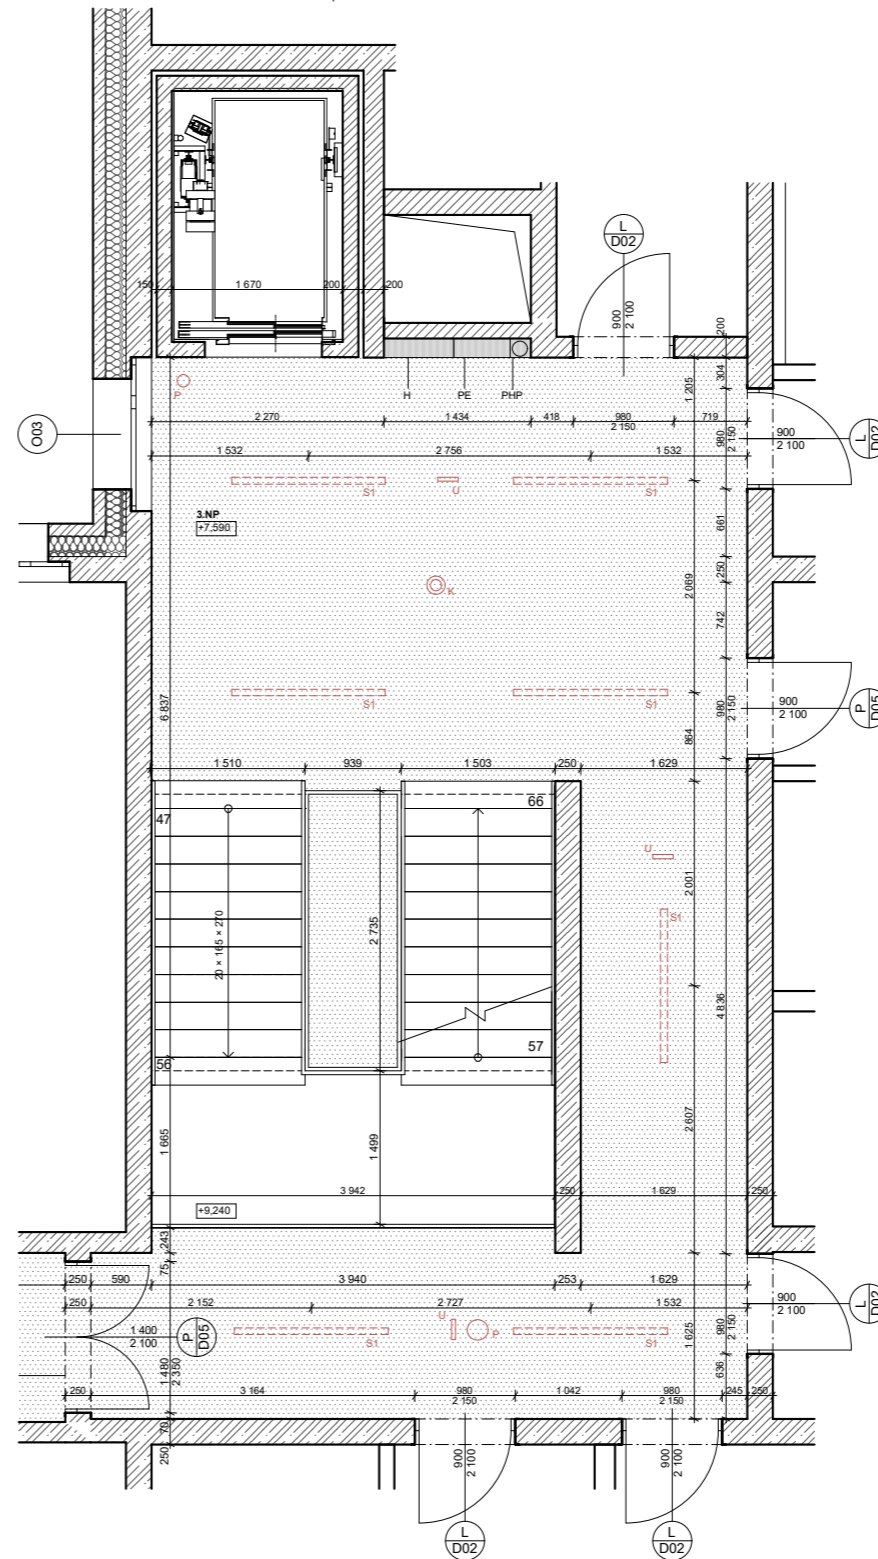 L
D02
150
1 670
200
200
900
2 100
200
304
1 205
H
PE
PHP
P
O03
2 270
1 434
418
980
2 150
719
980
2 150
900
2 100
L
D02
1 532
2 756
1 532
S1
U
S1
3.NP
+7,590
661
250
2 069
742
K
S1
S1
6 837
980
2 150
900
2 100
P
D05
864
1 510
939
1 503
250
1 629
47
66
U
2 001
S1
20 × 165 × 270
2 735
4 836
56
57
1 665
1 499
2 607
3 942
250
1 629
250
+9,240
243
75
250
590
3 940
253
1 629
250
2 152
2 727
1 532
900
2 100
L
D02
1 400
2 100
P
D05
S1
U
P
S1
1 625
980
2 150
636
1 480
2 350
250
3 164
980
2 150
1 042
980
2 150
245
250
70
250
900
2 100
900
2 100
L
D02
L
D02